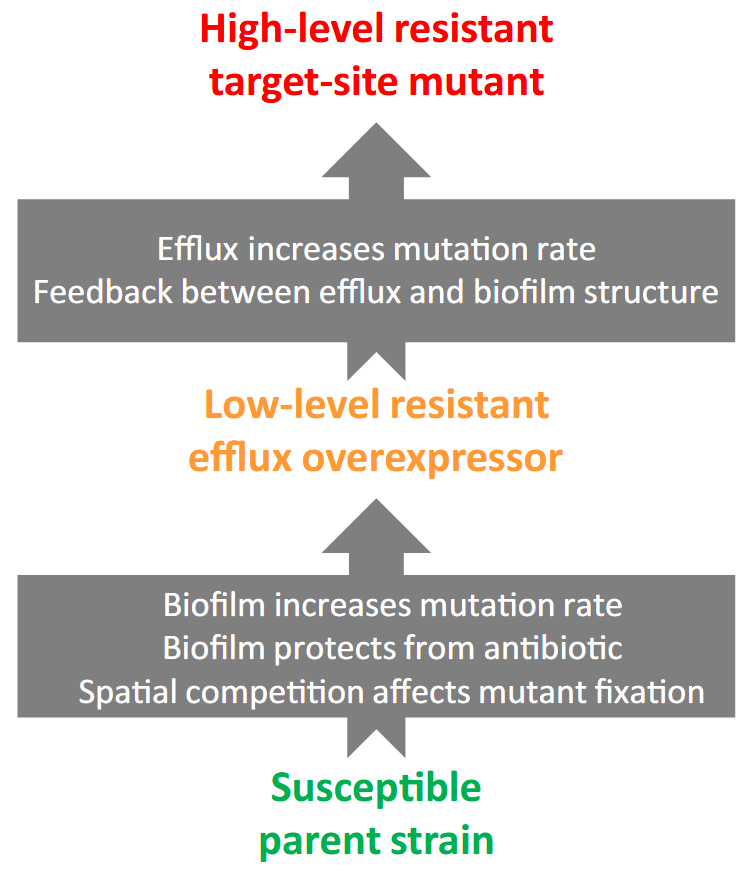 High-level resistant
target-site mutant
Efflux increases mutation rate
Feedback between efflux and biofilm structure
Low-level resistant
efflux overexpressor
Biofilm increases mutation rate
Biofilm protects from antibiotic
Spatial competition affects mutant fixation
Susceptible
parent strain